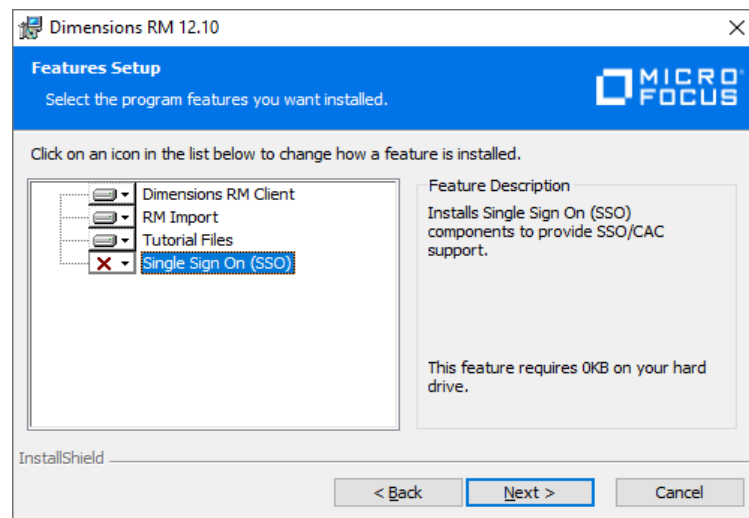 Dimensions RM 12.10
Features Setup
Select the program features you want installed.
MICRO
FOCUS
Click on an icon in the list below to change how a feature is installed.
Dimensions RM Client
RM Import
Tutorial Files
Single Sign On (SSO)
Feature Description
Installs Single Sign On (SSO)
components to provide SSO/CAC
support.
This feature requires 0KB on your hard
drive.
InstallShield
< Back
Next >
Cancel